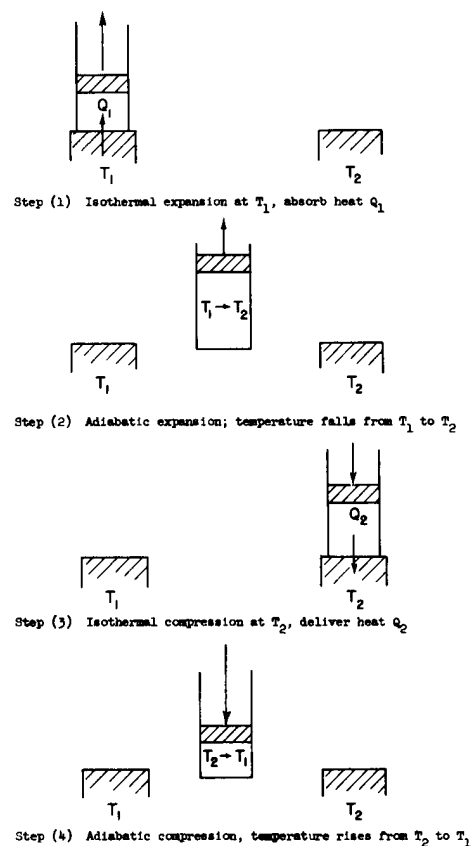 Q₁
T₁ T₂
Step (1) Isothermal expansion at T₁, absorb heat Q₁
T₁ → T₂
T₁ T₂
Step (2) Adiabatic expansion; temperature falls from T₁ to T₂
Q₂
T₁ T₂
Step (3) Isothermal compression at T₂, deliver heat Q₂
T₂ → T₁
T₁ T₂
Step (4) Adiabatic compression, temperature rises from T₂ to T₁